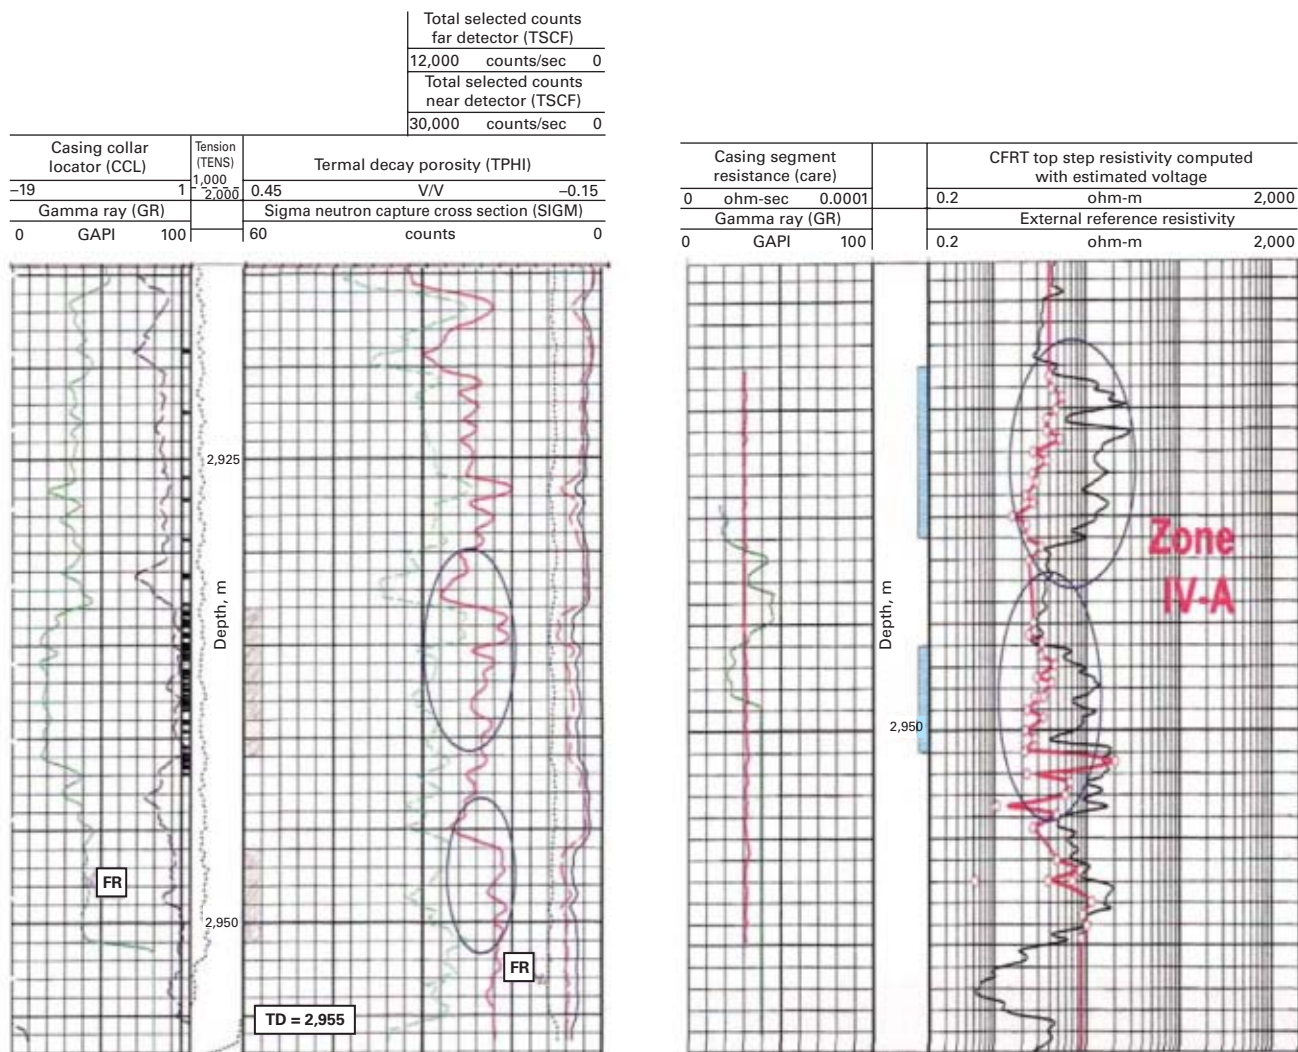 Total selected counts
far detector (TSCF)
12,000 counts/sec 0
Total selected counts
near detector (TSCF)
30,000 counts/sec 0
Casing collar
locator (CCL)
–19 1
Tension
(TENS)
1,000
2,000
Termal decay porosity (TPHI)
0.45 V/V –0.15
Gamma ray (GR)
0 GAPI 100
Sigma neutron capture cross section (SIGM)
60 counts 0
2,925
Depth, m
FR
2,950
FR
TD = 2,955
Casing segment
resistance (care)
0 ohm-sec 0.0001
Gamma ray (GR)
0 GAPI 100
CFRT top step resistivity computed
with estimated voltage
0.2 ohm-m 2,000
External reference resistivity
0.2 ohm-m 2,000
Zone
IV-A
Depth, m
2,950